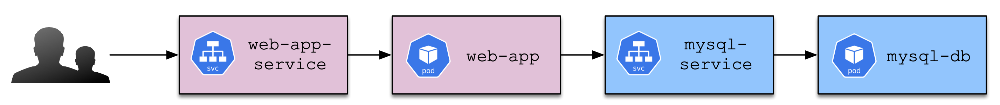 svc
web-app-
service
pod
web-app
svc
mysql-
service
pod
mysql-db